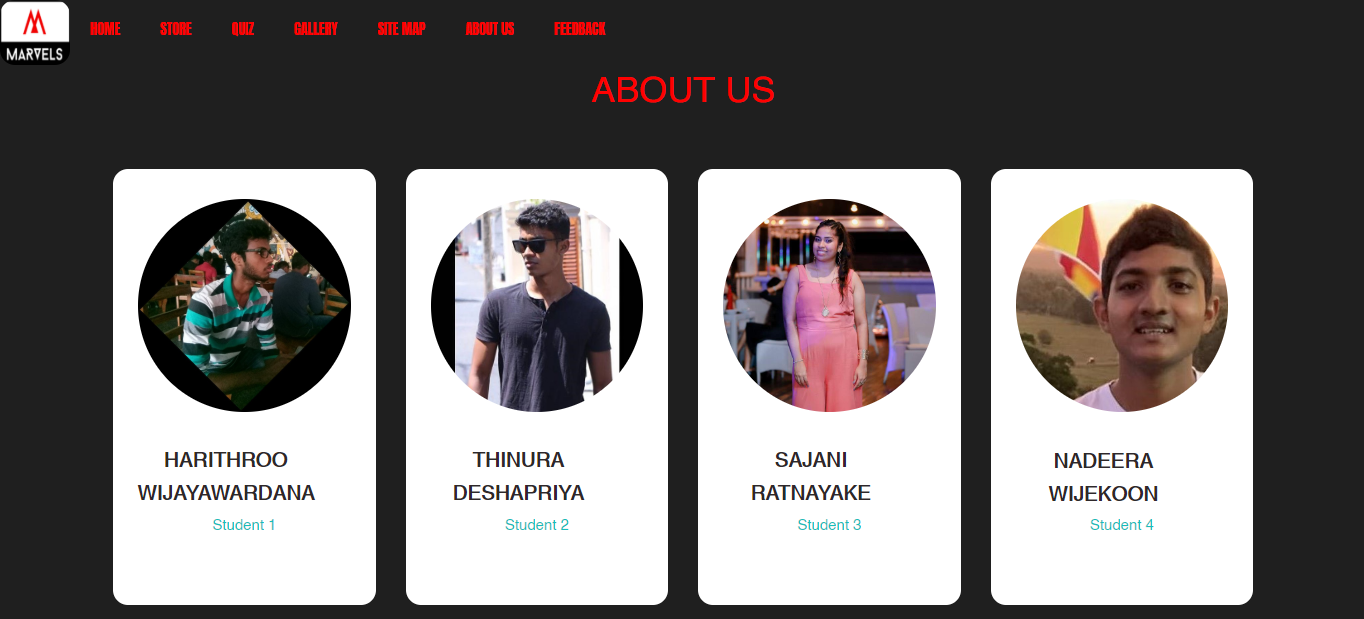 MARVELS
HOME STORE QUIZ GALLERY SITE MAP ABOUT US FEEDBACK
ABOUT US
HARITHROO
WIJAYAWARDANA
Student 1
THINURA
DESHAPRIYA
Student 2
SAJANI
RATNAYAKE
Student 3
NADEERA
WIJEKOON
Student 4